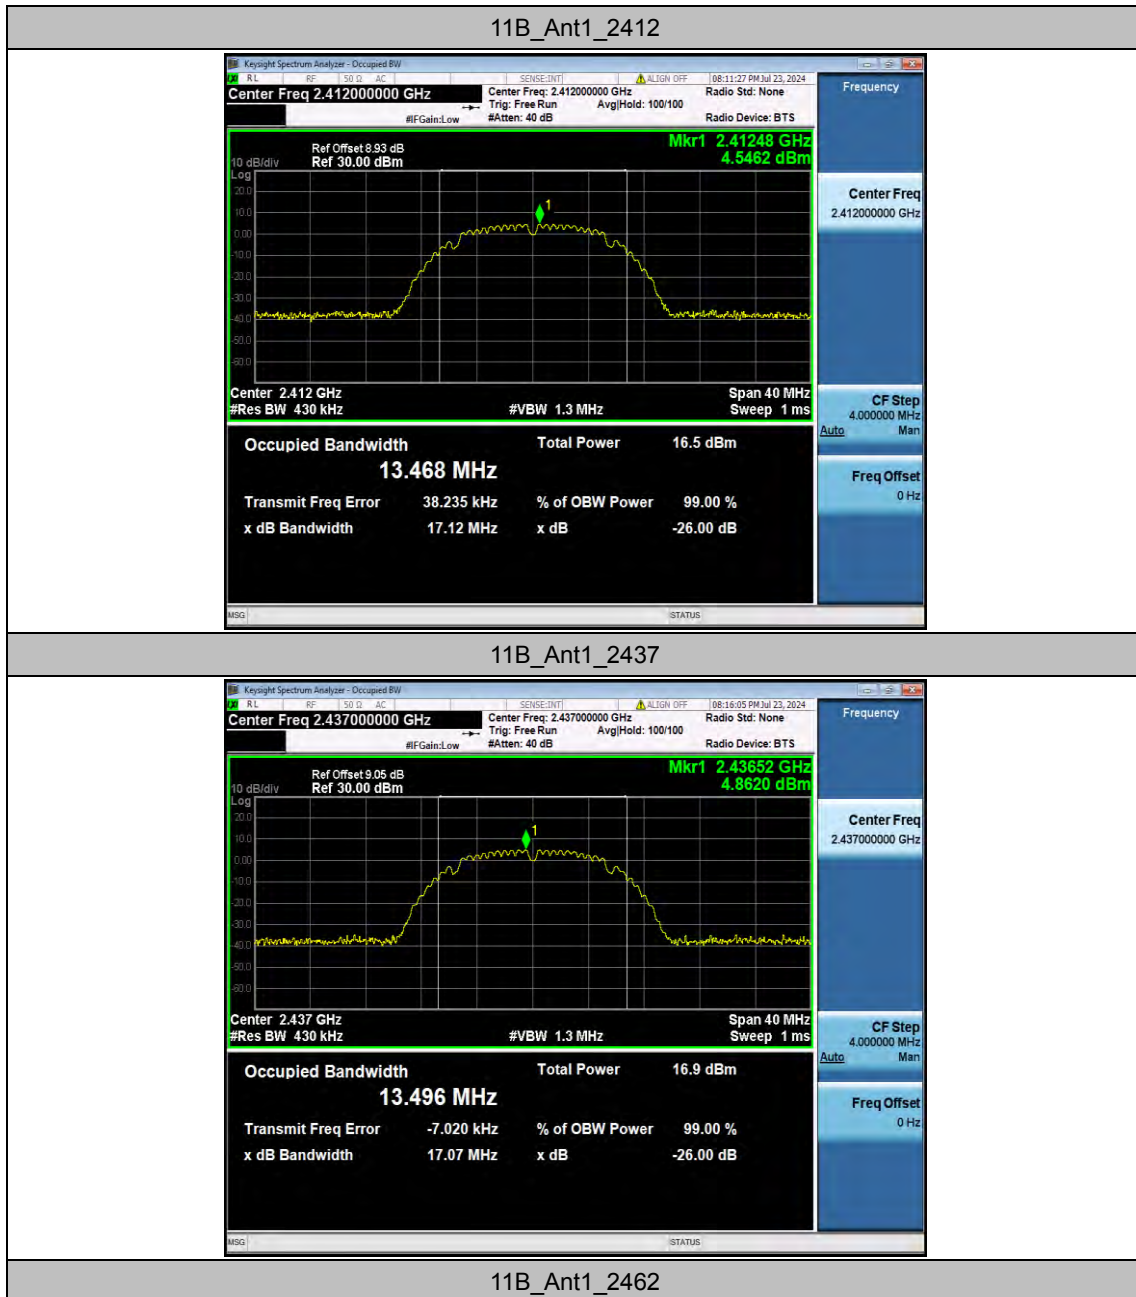 11B_Ant1_2412
Keysight Spectrum Analyzer - Occupied BW
RL RF 50 Ω AC SENSE:INT ALIGN OFF 08:11:27 PM Jul 23, 2024
Center Freq 2.412000000 GHz
Center Freq: 2.412000000 GHz
Radio Std: None
Trig: Free Run Avg|Hold: 100/100
#IFGain:Low
#Atten: 40 dB
Radio Device: BTS
Frequency
Mkr1 2.41248 GHz
4.5462 dBm
Ref Offset 8.93 dB
10 dB/div Ref 30.00 dBm
Log
20.0
10.0
0.00
-10.0
-20.0
-30.0
-40.0
-50.0
-60.0
1
Center 2.412 GHz
Span 40 MHz
#Res BW 430 kHz
#VBW 1.3 MHz
Sweep 1 ms
Center Freq
2.412000000 GHz
CF Step
4.000000 MHz
Auto Man
Freq Offset
0 Hz
Occupied Bandwidth
Total Power 16.5 dBm
13.468 MHz
Transmit Freq Error 38.235 kHz % of OBW Power 99.00 %
x dB Bandwidth 17.12 MHz x dB -26.00 dB
MSG STATUS
11B_Ant1_2437
Keysight Spectrum Analyzer - Occupied BW
RL RF 50 Ω AC SENSE:INT ALIGN OFF 08:16:05 PM Jul 23, 2024
Center Freq 2.437000000 GHz
Center Freq: 2.437000000 GHz
Radio Std: None
Trig: Free Run Avg|Hold: 100/100
#IFGain:Low
#Atten: 40 dB
Radio Device: BTS
Frequency
Mkr1 2.43652 GHz
4.8620 dBm
Ref Offset 9.05 dB
10 dB/div Ref 30.00 dBm
Log
20.0
10.0
0.00
-10.0
-20.0
-30.0
-40.0
-50.0
-60.0
1
Center 2.437 GHz
Span 40 MHz
#Res BW 430 kHz
#VBW 1.3 MHz
Sweep 1 ms
Center Freq
2.437000000 GHz
CF Step
4.000000 MHz
Auto Man
Freq Offset
0 Hz
Occupied Bandwidth
Total Power 16.9 dBm
13.496 MHz
Transmit Freq Error -7.020 kHz % of OBW Power 99.00 %
x dB Bandwidth 17.07 MHz x dB -26.00 dB
MSG STATUS
11B_Ant1_2462